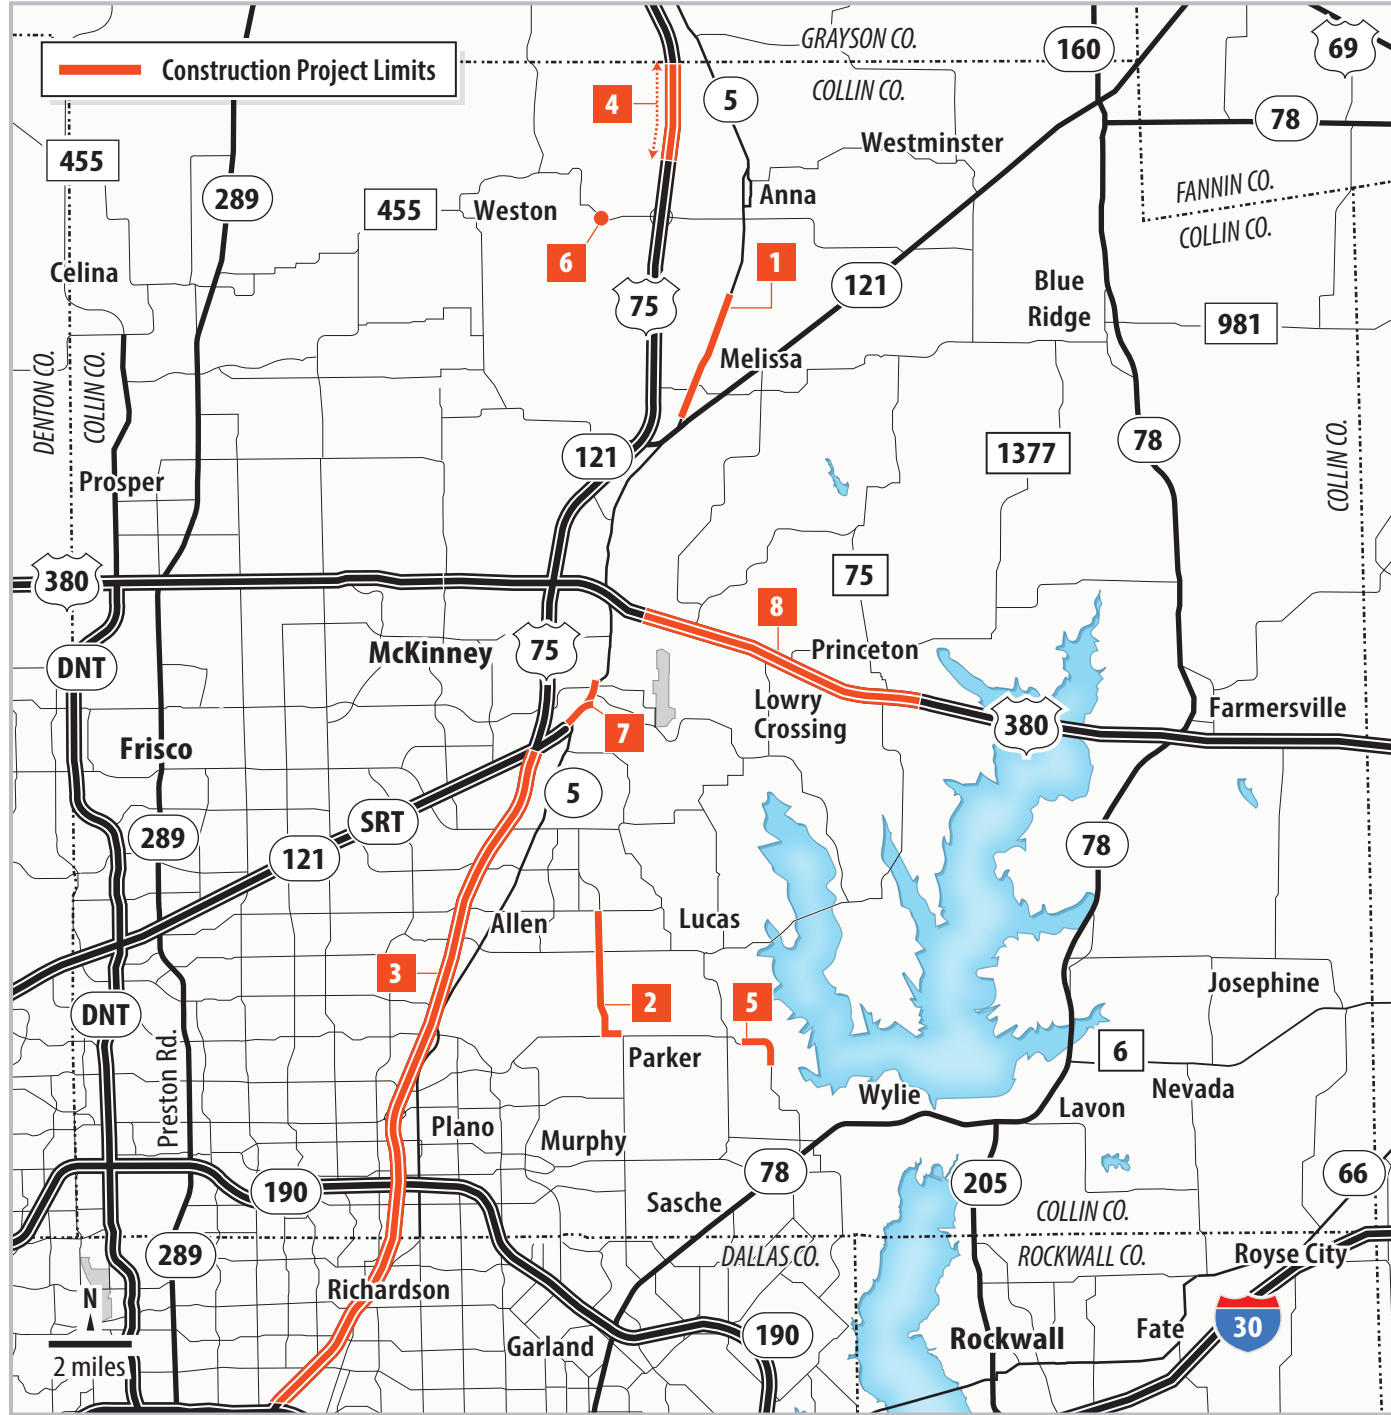 GRAYSON CO.
160
69
Construction Project Limits
COLLIN CO.
4
5
78
Westminster
455
289
Anna
FANNIN CO.
455
Weston
COLLIN CO.
6
1
Celina
121
Blue
Ridge
75
981
Melissa
DENTON CO.
COLLIN CO.
121
1377
78
COLLIN CO.
Prosper
380
75
8
McKinney
75
Princeton
DNT
Lowry
Crossing
380
Farmersville
7
Frisco
5
SRT
289
121
78
Allen
Lucas
3
2
5
Josephine
DNT
Preston Rd.
Parker
6
Wylie
Nevada
Lavon
Plano
Murphy
78
190
205
66
Sasche
COLLIN CO.
289
DALLAS CO.
ROCKWALL CO.
Royse City
Richardson
N
190
Rockwall
Fate
30
Garland
2 miles